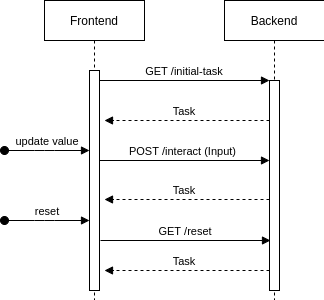 Frontend
Backend
GET /initial-task
Task
update value
POST /interact (Input)
Task
reset
GET /reset
Task